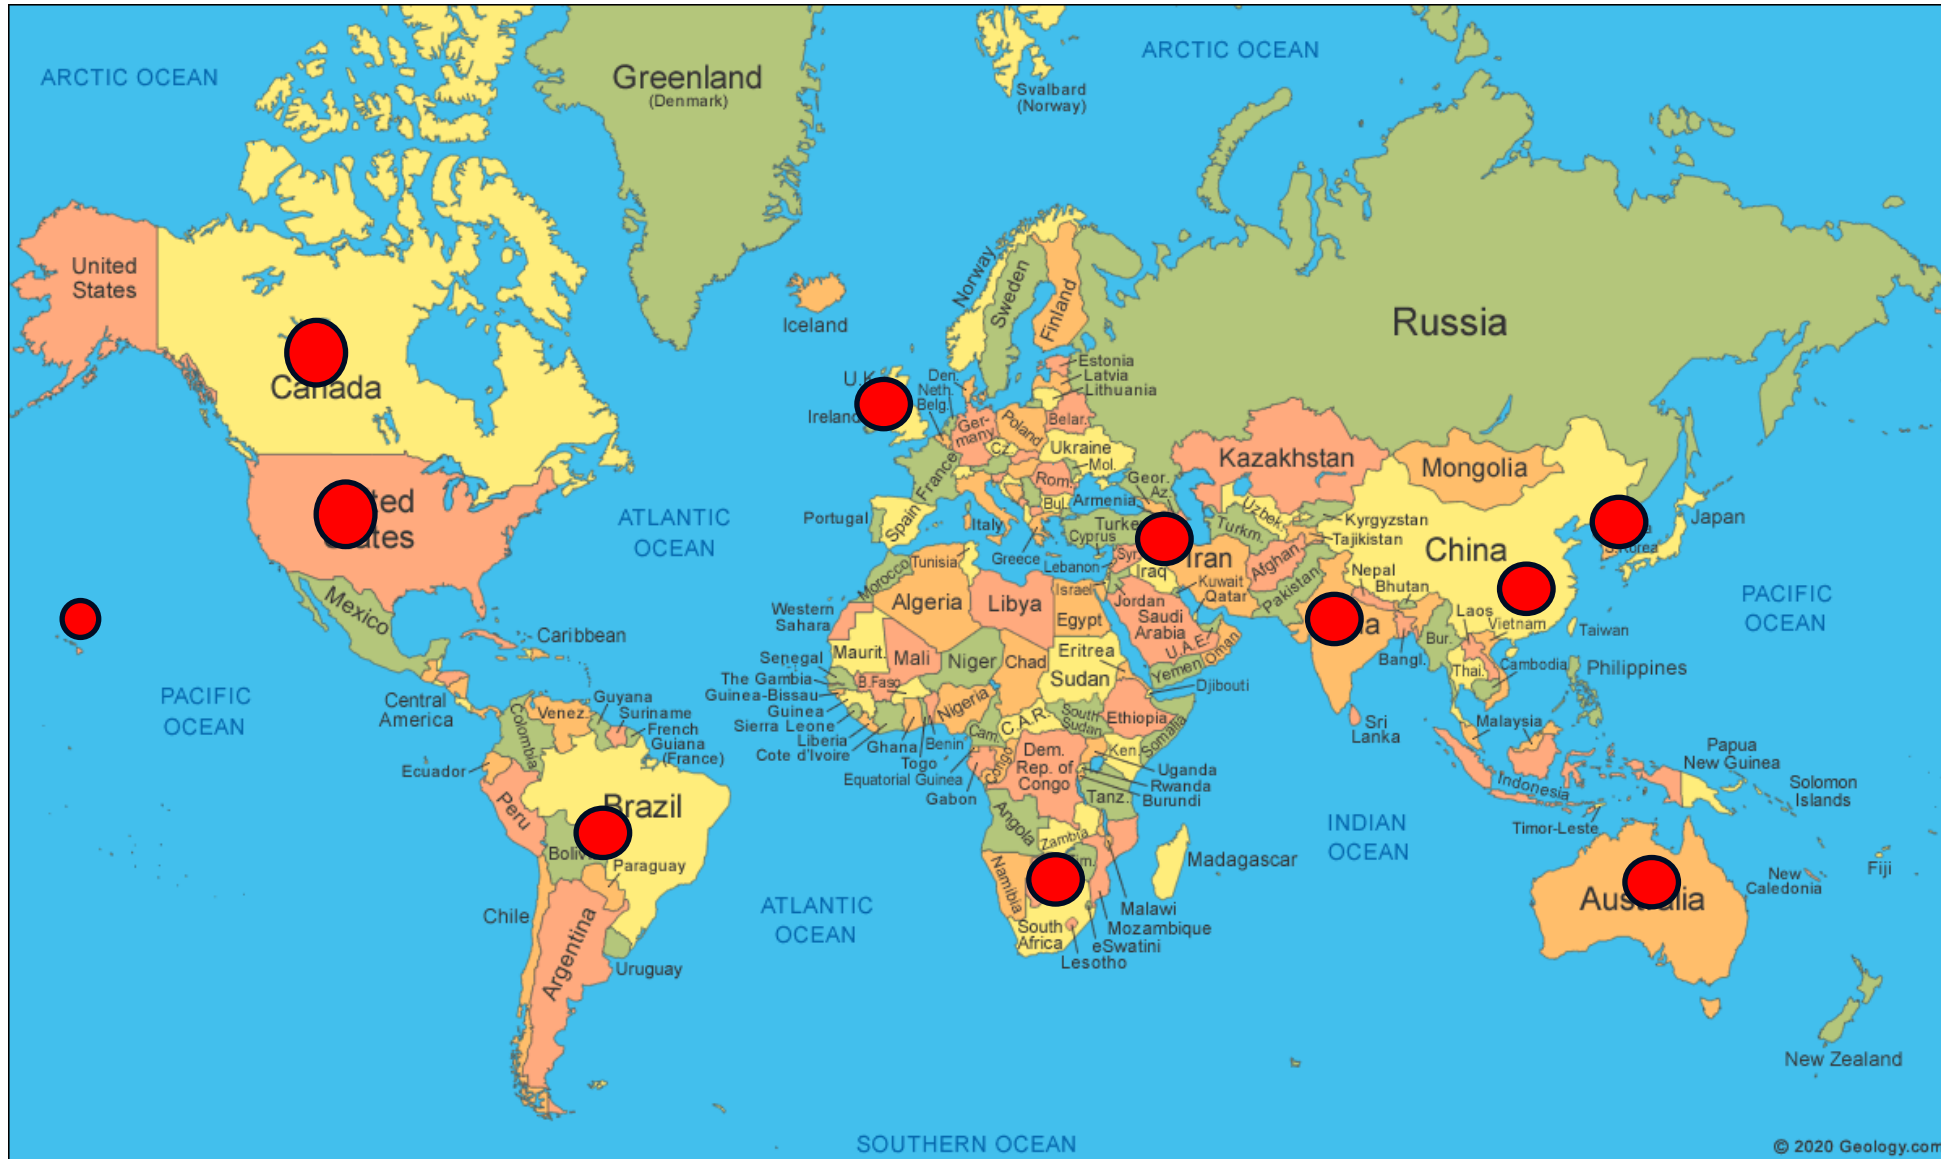 ARCTIC OCEAN
Greenland
(Denmark)
ARCTIC OCEAN
Svalbard
(Norway)
United
States
Iceland
Norway
Sweden
Finland
Russia
Canada
U.K.
Ireland
Den.
Neth.
Belg.
Estonia
Latvia
Lithuania
Belar.
Ger-
many
Poland
Cz.
Ukraine
Mol.
France
Rom.
Bul.
Geor.
Az.
Armenia
Kazakhstan
Mongolia
ATLANTIC
OCEAN
Portugal
Spain
Italy
Greece
Cyprus
Lebanon
Syr.
Iraq
Iran
Uzbek.
Turkm.
Kyrgyzstan
Tajikistan
Afghan.
Pakistan
China
Japan
S.Korea
Nepal
Bhutan
Mexico
Caribbean
Western
Sahara
Morocco
Tunisia
Algeria
Libya
Egypt
Israel
Jordan
Saudi
Arabia
Kuwait
Qatar
U.A.E.
Oman
Yemen
Bangl.
Bur.
Laos
Vietnam
Taiwan
PACIFIC
OCEAN
Thai.
Cambodia
Philippines
PACIFIC
OCEAN
Central
America
Senegal
The Gambia
Guinea-Bissau
Guinea
Sierra Leone
Liberia
Cote d'Ivoire
Maurit.
Mali
B.Faso
Niger
Chad
Sudan
Eritrea
Djibouti
Ghana
Togo
Benin
Nigeria
Cam.
C.A.R.
South
Sudan
Ethiopia
Somalia
Equatorial Guinea
Gabon
Congo
Dem.
Rep. of
Congo
Ken.
Uganda
Rwanda
Burundi
Tanz.
Sri
Lanka
Malaysia
Indonesia
Papua
New Guinea
Solomon
Islands
Timor-Leste
Guyana
Suriname
French
Guiana
(France)
Venez.
Colombia
Ecuador
Peru
Brazil
Paraguay
Chile
Argentina
Uruguay
ATLANTIC
OCEAN
Angola
Zambia
Namibia
South
Africa
Malawi
Mozambique
eSwatini
Lesotho
Madagascar
INDIAN
OCEAN
Australia
New
Caledonia
Fiji
New Zealand
SOUTHERN OCEAN
© 2020 Geology.com